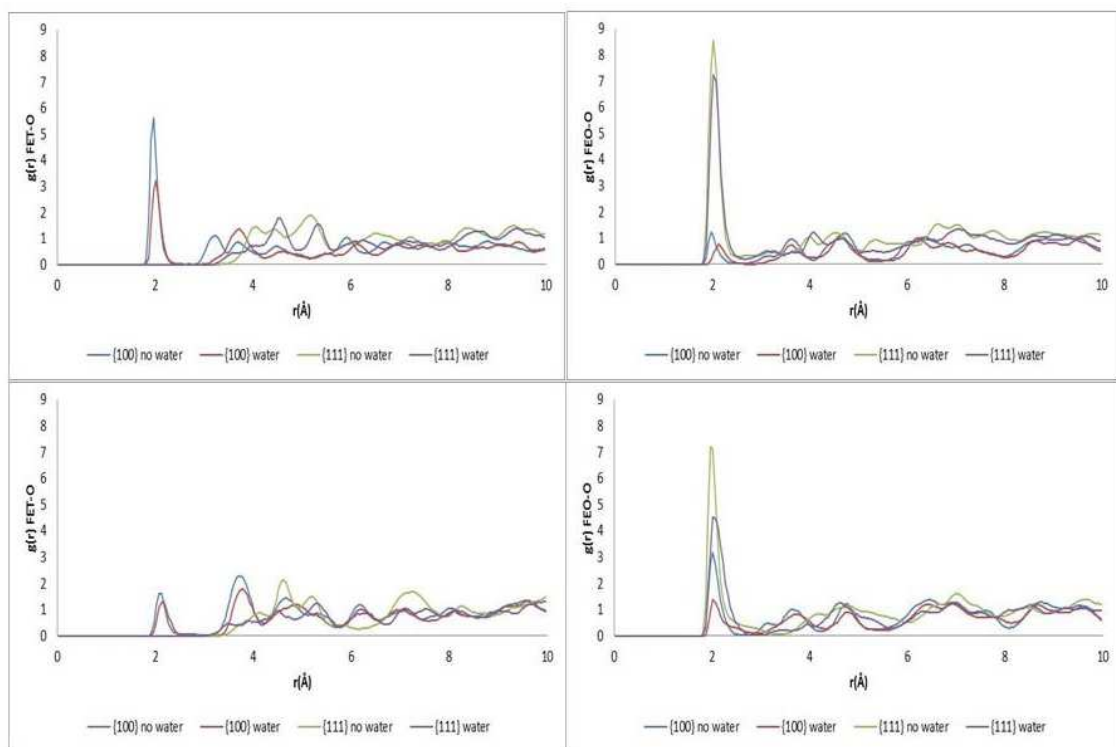 9
8
7
6
5
4
3
2
1
0
g(r) FET-O
0 2 4 6 8 10
r(Å)
{100} no water {100} water {111} no water {111} water
9
8
7
6
5
4
3
2
1
0
g(r) FEO-O
0 2 4 6 8 10
r(Å)
{100} no water {100} water {111} no water {111} water
9
8
7
6
5
4
3
2
1
0
g(r) FET-O
0 2 4 6 8 10
r(Å)
{100} no water {100} water {111} no water {111} water
9
8
7
6
5
4
3
2
1
0
g(r) FEO-O
0 2 4 6 8 10
r(Å)
{100} no water {100} water {111} no water {111} water